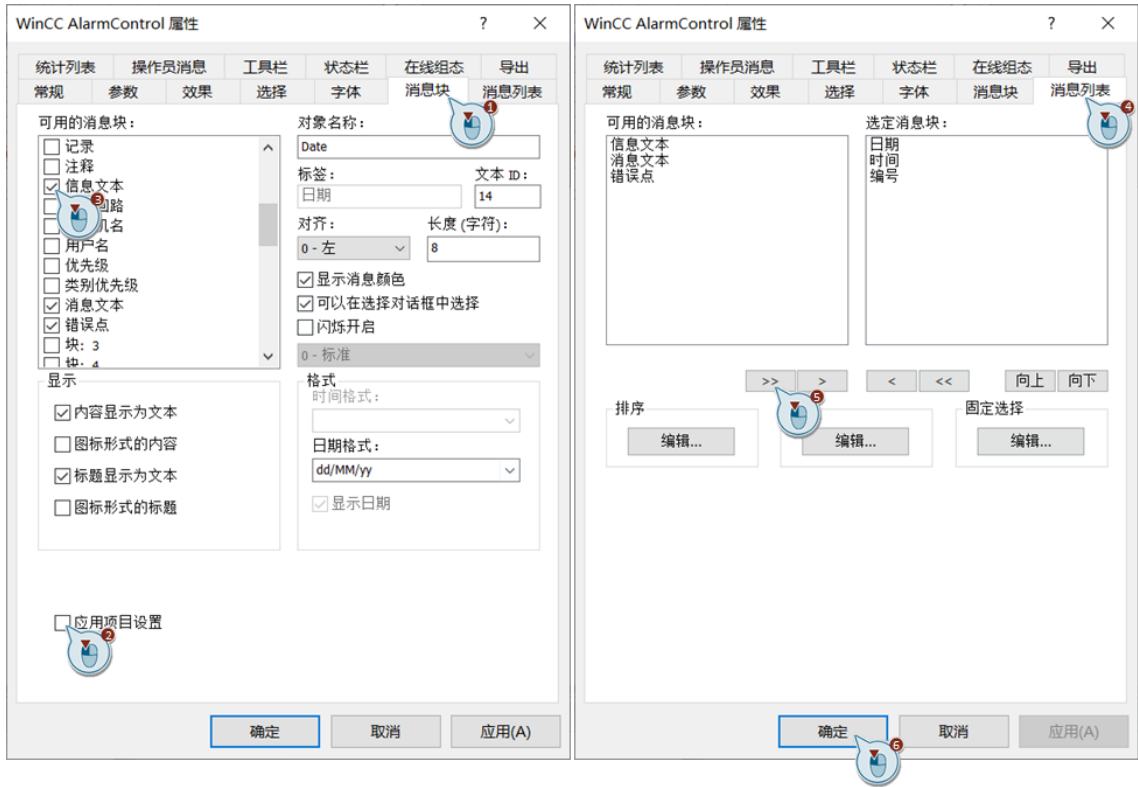 WinCC AlarmControl 属性
?
统计列表 操作员消息 工具栏 状态栏 在线组态 导出
常规 参数 效果 选择 字体 消息块 消息列表
1
可用的消息块:
记录
注释
信息文本
3
回路
机名
用户名
优先级
类别优先级
消息文本
错误点
块: 3
块: 4
对象名称:
Date
标签:
文本 ID:
日期
14
对齐:
长度 (字符):
0 - 左
8
显示消息颜色
可以在选择对话框中选择
闪烁开启
0 - 标准
显示
内容显示为文本
图标形式的内容
标题显示为文本
图标形式的标题
格式
时间格式:
日期格式:
dd/MM/yy
显示日期
应用项目设置
2
确定 取消 应用(A)
WinCC AlarmControl 属性
?
统计列表 操作员消息 工具栏 状态栏 在线组态 导出
常规 参数 效果 选择 字体 消息块 消息列表
4
可用的消息块:
信息文本
消息文本
错误点
选定消息块:
日期
时间
编号
>> > < << 向上 向下
5
排序
编辑...
编辑...
固定选择
编辑...
确定 取消 应用(A)
6